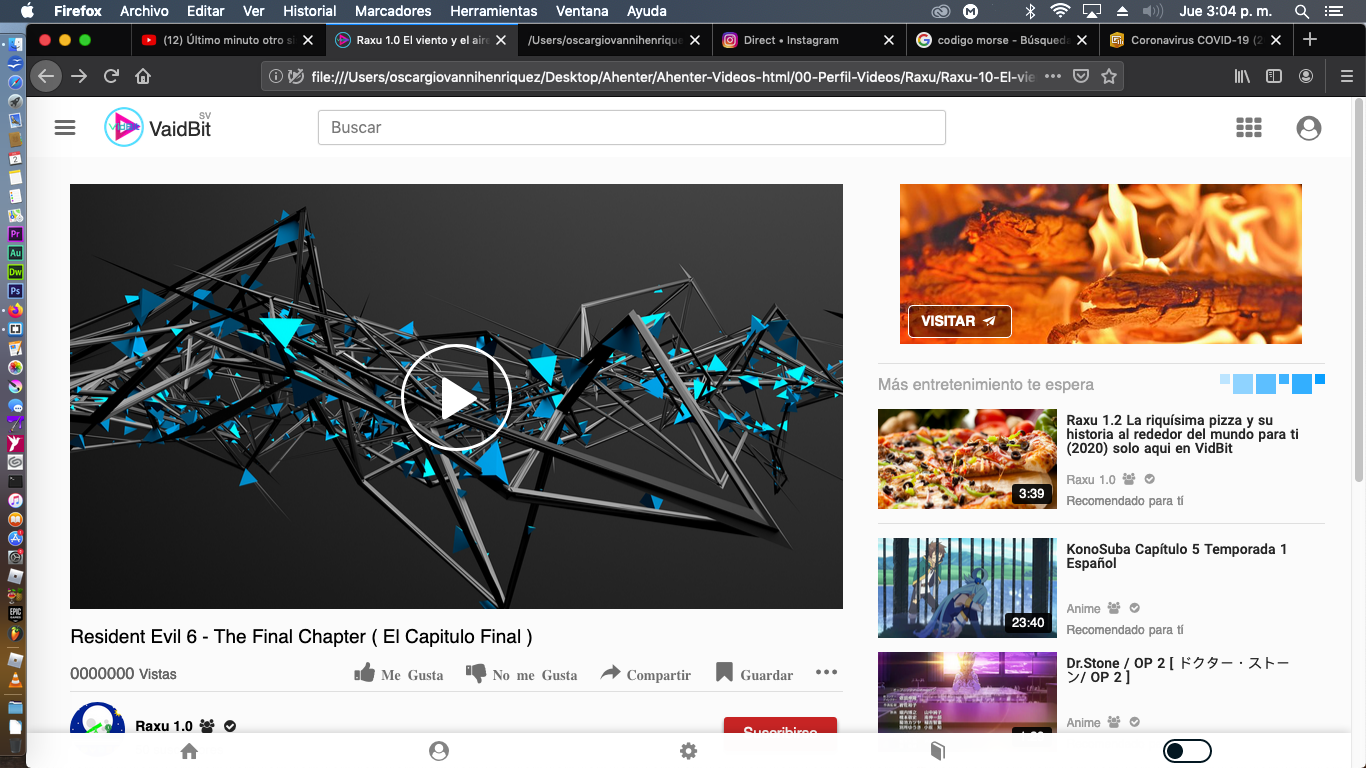 Firefox Archivo Editar Ver Historial Marcadores Herramientas Ventana Ayuda
Jue 3:04 p. m.
(12) Último minuto otro si
Raxu 1.0 El viento y el aire
/Users/oscargiovannihenrique
Direct • Instagram
codigo morse - Búsqueda
Coronavirus COVID-19 (2
file:///Users/oscargiovannihenriquez/Desktop/Ahenter/Ahenter-Videos-html/00-Perfil-Videos/Raxu/Raxu-10-El-vie
VaidBit SV
Buscar
VISITAR
Más entretenimiento te espera
Raxu 1.2 La riquísima pizza y su
historia al rededor del mundo para ti
(2020) solo aqui en VidBit
3:39
Raxu 1.0
Recomendado para tí
KonoSuba Capítulo 5 Temporada 1
Español
23:40
Anime
Recomendado para tí
Dr.Stone / OP 2 [ ドクター・ストー
ン/ OP 2 ]
Anime
Resident Evil 6 - The Final Chapter ( El Capitulo Final )
0000000 Vistas
Me Gusta
No me Gusta
Compartir
Guardar
Raxu 1.0
Suscribirse